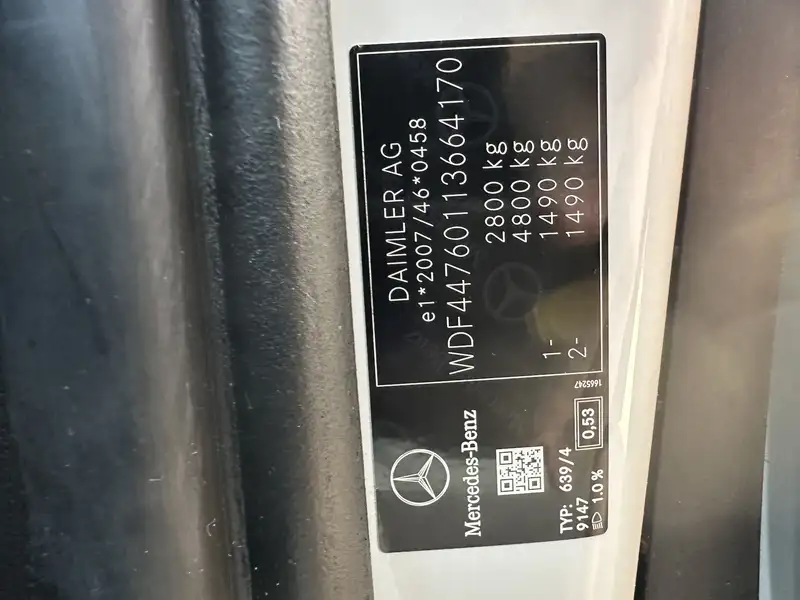 DAIMLER AG
e1*2007/46*0458
WDF44760113664170
2800 kg
4800 kg
1- 1490 kg
2- 1490 kg
1665247
Mercedes-Benz
TYP: 639/4
9147
1.0 %
0,53